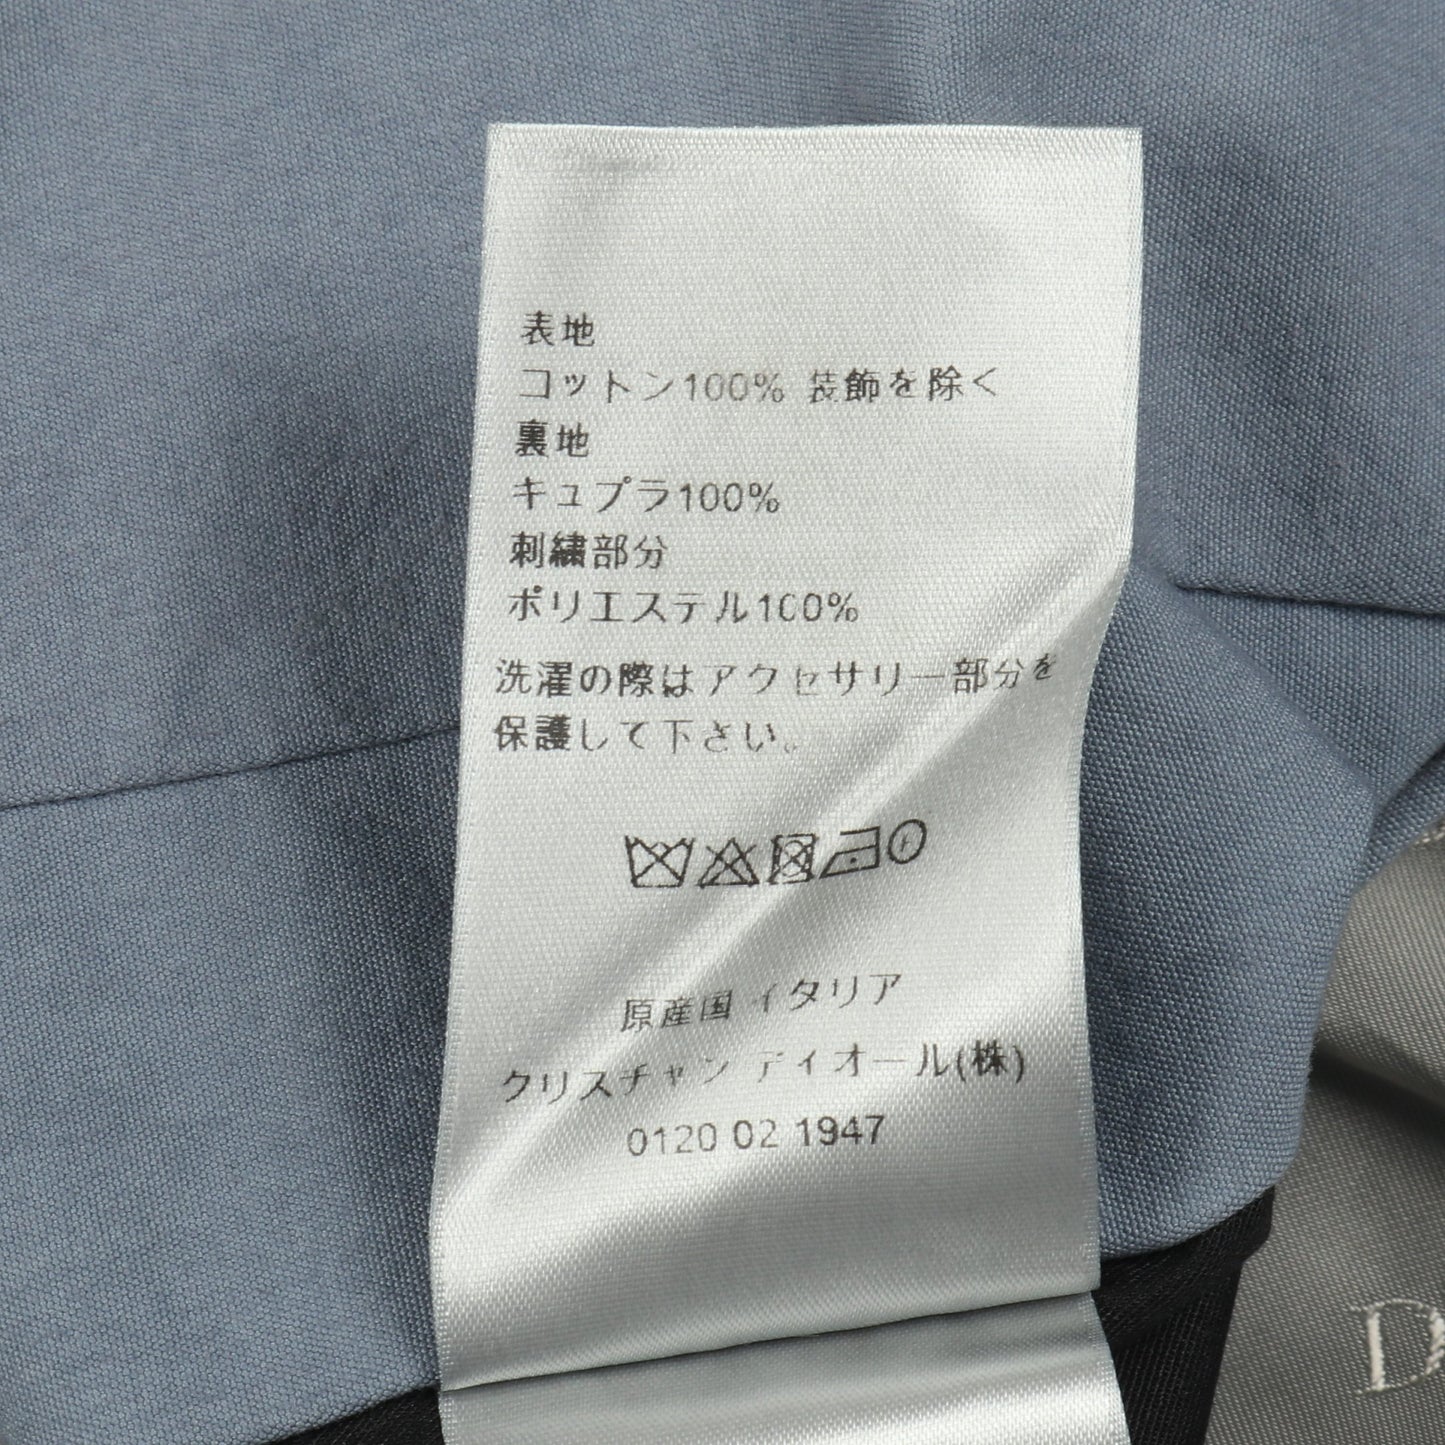 表地
コットン100% 装飾を除く
裏地
キュプラ100%
刺繍部分
ポリエステル100%
洗濯の際はアクセサリー部分を
保護して下さい。
原産国 イタリア
クリスチャン ディオール(株)
0120 02 1947